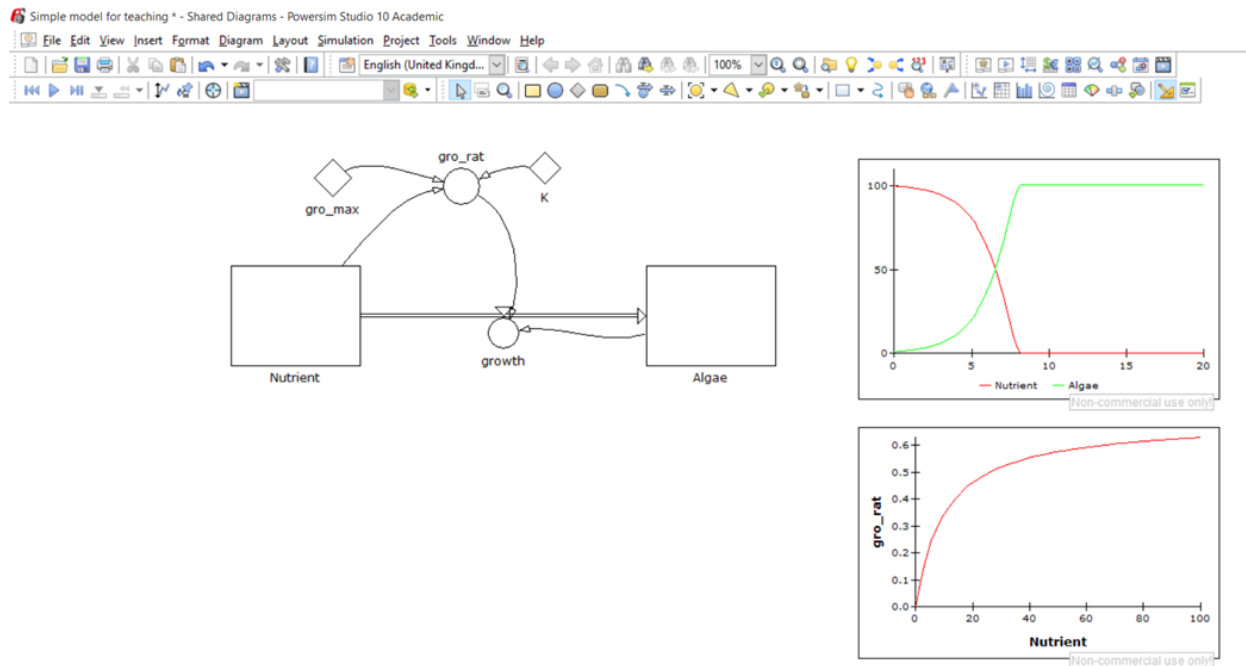 Simple model for teaching * - Shared Diagrams - Powersim Studio 10 Academic
File Edit View Insert Format Diagram Layout Simulation Project Tools Window Help
English (United Kingd... 100%
gro_rat
gro_max
K
Nutrient
growth
Algae
100
50
0
0 5 10 15 20
Nutrient Algae
Non-commercial use only!
0.6
0.5
0.4
0.3
0.2
0.1
0.0
gro_rat
0 20 40 60 80 100
Nutrient
Non-commercial use only!